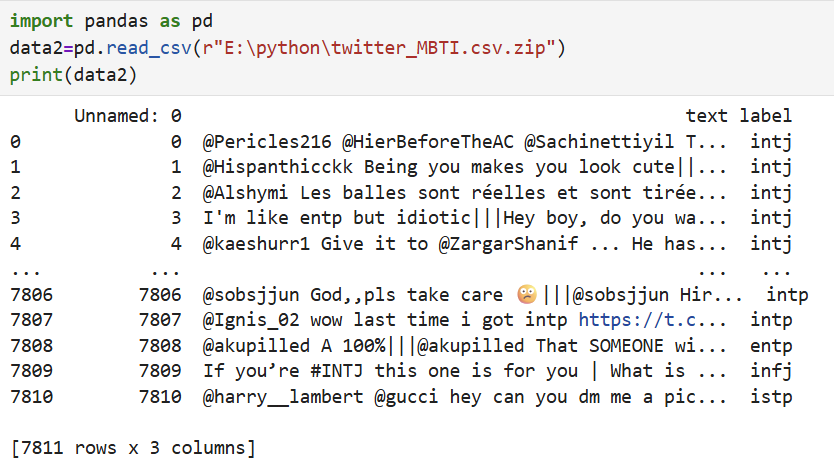 import pandas as pd
data2=pd.read_csv(r"E:\python\twitter_MBTI.csv.zip")
print(data2)
Unnamed: 0 text label
0 0 @Pericles216 @HierBeforeTheAC @Sachinettiyil T... intj
1 1 @Hispanthicckk Being you makes you look cute||... intj
2 2 @Alshymi Les balles sont réelles et sont tirée... intj
3 3 I'm like entp but idiotic|||Hey boy, do you wa... intj
4 4 @kaeshurr1 Give it to @ZargarShanif ... He has... intj
... ... ... ...
7806 7806 @sobsjjun God,,pls take care 😟|||@sobsjjun Hir... intp
7807 7807 @Ignis_02 wow last time i got intp https://t.c... intp
7808 7808 @akupilled A 100%|||@akupilled That SOMEONE wi... entp
7809 7809 If you’re #INTJ this one is for you | What is ... infj
7810 7810 @harry__lambert @gucci hey can you dm me a pic... istp
[7811 rows x 3 columns]